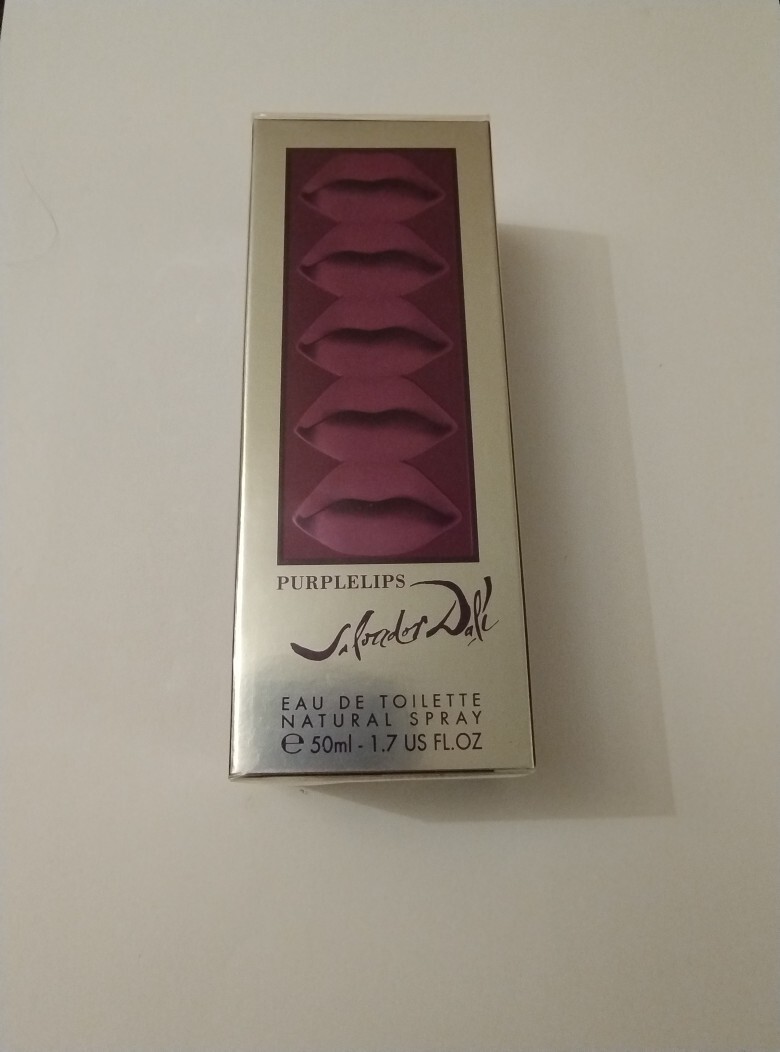 PURPLELIPS
Salvador Dalí
EAU DE TOILETTE
NATURAL SPRAY
℮ 50ml - 1.7 US FL.OZ